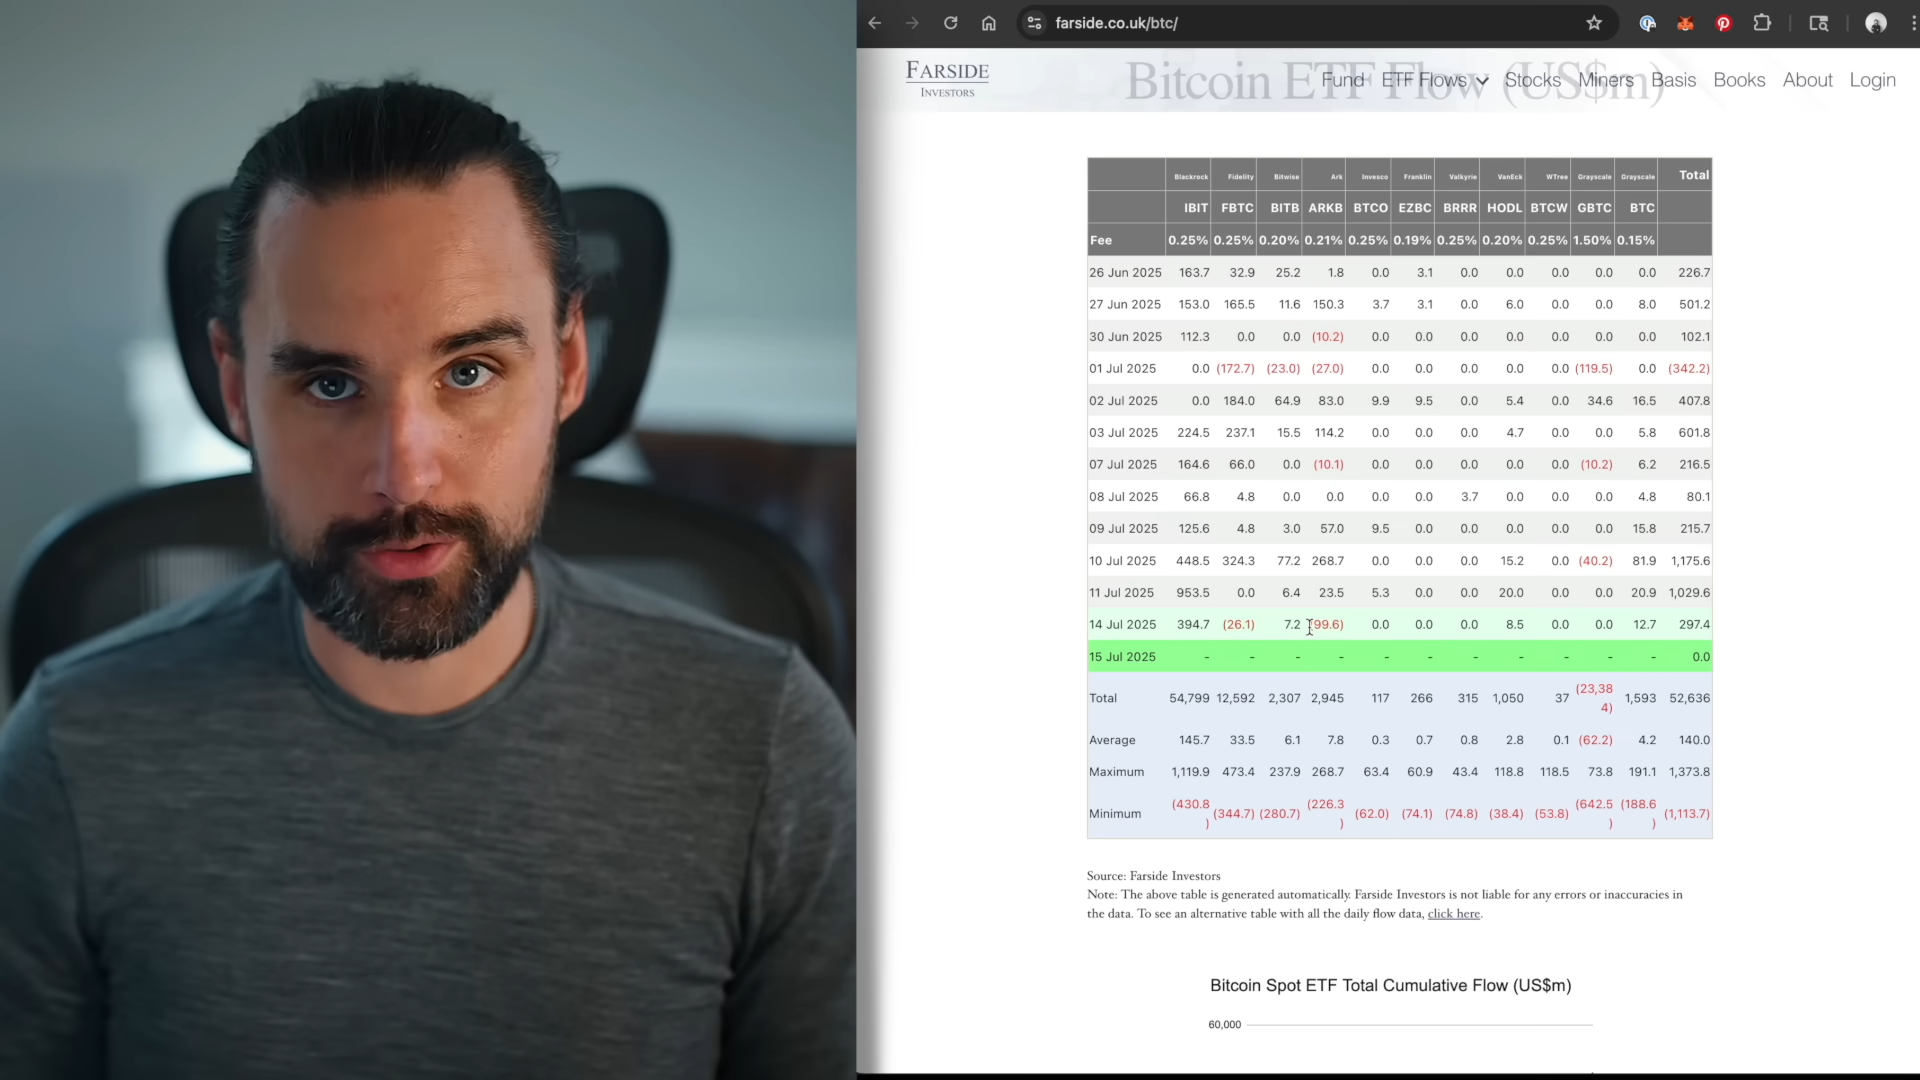 farside.co.uk/btc/
FARSIDE
INVESTORS
Bitcoin ETF Flow (US$m)
Fund ETF Flows Stocks Miners Basis Books About Login
Blackrock Fidelity Bitwise Ark Invesco Franklin Valkyrie VanEck WTree Grayscale Grayscale Total
IBIT FBTC BITB ARKB BTCO EZBC BRRR HODL BTCW GBTC BTC
Fee 0.25% 0.25% 0.20% 0.21% 0.25% 0.19% 0.25% 0.20% 0.25% 1.50% 0.15%
26 Jun 2025 163.7 32.9 25.2 1.8 0.0 3.1 0.0 0.0 0.0 0.0 0.0 226.7
27 Jun 2025 153.0 165.5 11.6 150.3 3.7 3.1 0.0 6.0 0.0 0.0 8.0 501.2
30 Jun 2025 112.3 0.0 0.0 (10.2) 0.0 0.0 0.0 0.0 0.0 0.0 0.0 102.1
01 Jul 2025 0.0 (172.7) (23.0) (27.0) 0.0 0.0 0.0 0.0 0.0 (119.5) 0.0 (342.2)
02 Jul 2025 0.0 184.0 64.9 83.0 9.9 9.5 0.0 5.4 0.0 34.6 16.5 407.8
03 Jul 2025 224.5 237.1 15.5 114.2 0.0 0.0 0.0 4.7 0.0 0.0 5.8 601.8
07 Jul 2025 164.6 66.0 0.0 (10.1) 0.0 0.0 0.0 0.0 0.0 (10.2) 6.2 216.5
08 Jul 2025 66.8 4.8 0.0 0.0 0.0 0.0 3.7 0.0 0.0 0.0 4.8 80.1
09 Jul 2025 125.6 4.8 3.0 57.0 9.5 0.0 0.0 0.0 0.0 0.0 15.8 215.7
10 Jul 2025 448.5 324.3 77.2 268.7 0.0 0.0 0.0 15.2 0.0 (40.2) 81.9 1,175.6
11 Jul 2025 953.5 0.0 6.4 23.5 5.3 0.0 0.0 20.0 0.0 0.0 20.9 1,029.6
14 Jul 2025 394.7 (26.1) 7.2 (99.6) 0.0 0.0 0.0 8.5 0.0 0.0 12.7 297.4
15 Jul 2025 - - - - - - - - - - - 0.0
Total 54,799 12,592 2,307 2,945 117 266 315 1,050 37 (23,384) 1,593 52,636
Average 145.7 33.5 6.1 7.8 0.3 0.7 0.8 2.8 0.1 (62.2) 4.2 140.0
Maximum 1,119.9 473.4 237.9 268.7 63.4 60.9 43.4 118.8 118.5 73.8 191.1 1,373.8
Minimum (430.8) (344.7) (280.7) (226.3) (62.0) (74.1) (74.8) (38.4) (53.8) (642.5) (188.6) (1,113.7)
Source: Farside Investors
Note: The above table is generated automatically. Farside Investors is not liable for any errors or inaccuracies in
the data. To see an alternative table with all the daily flow data, click here.
Bitcoin Spot ETF Total Cumulative Flow (US$m)
60,000